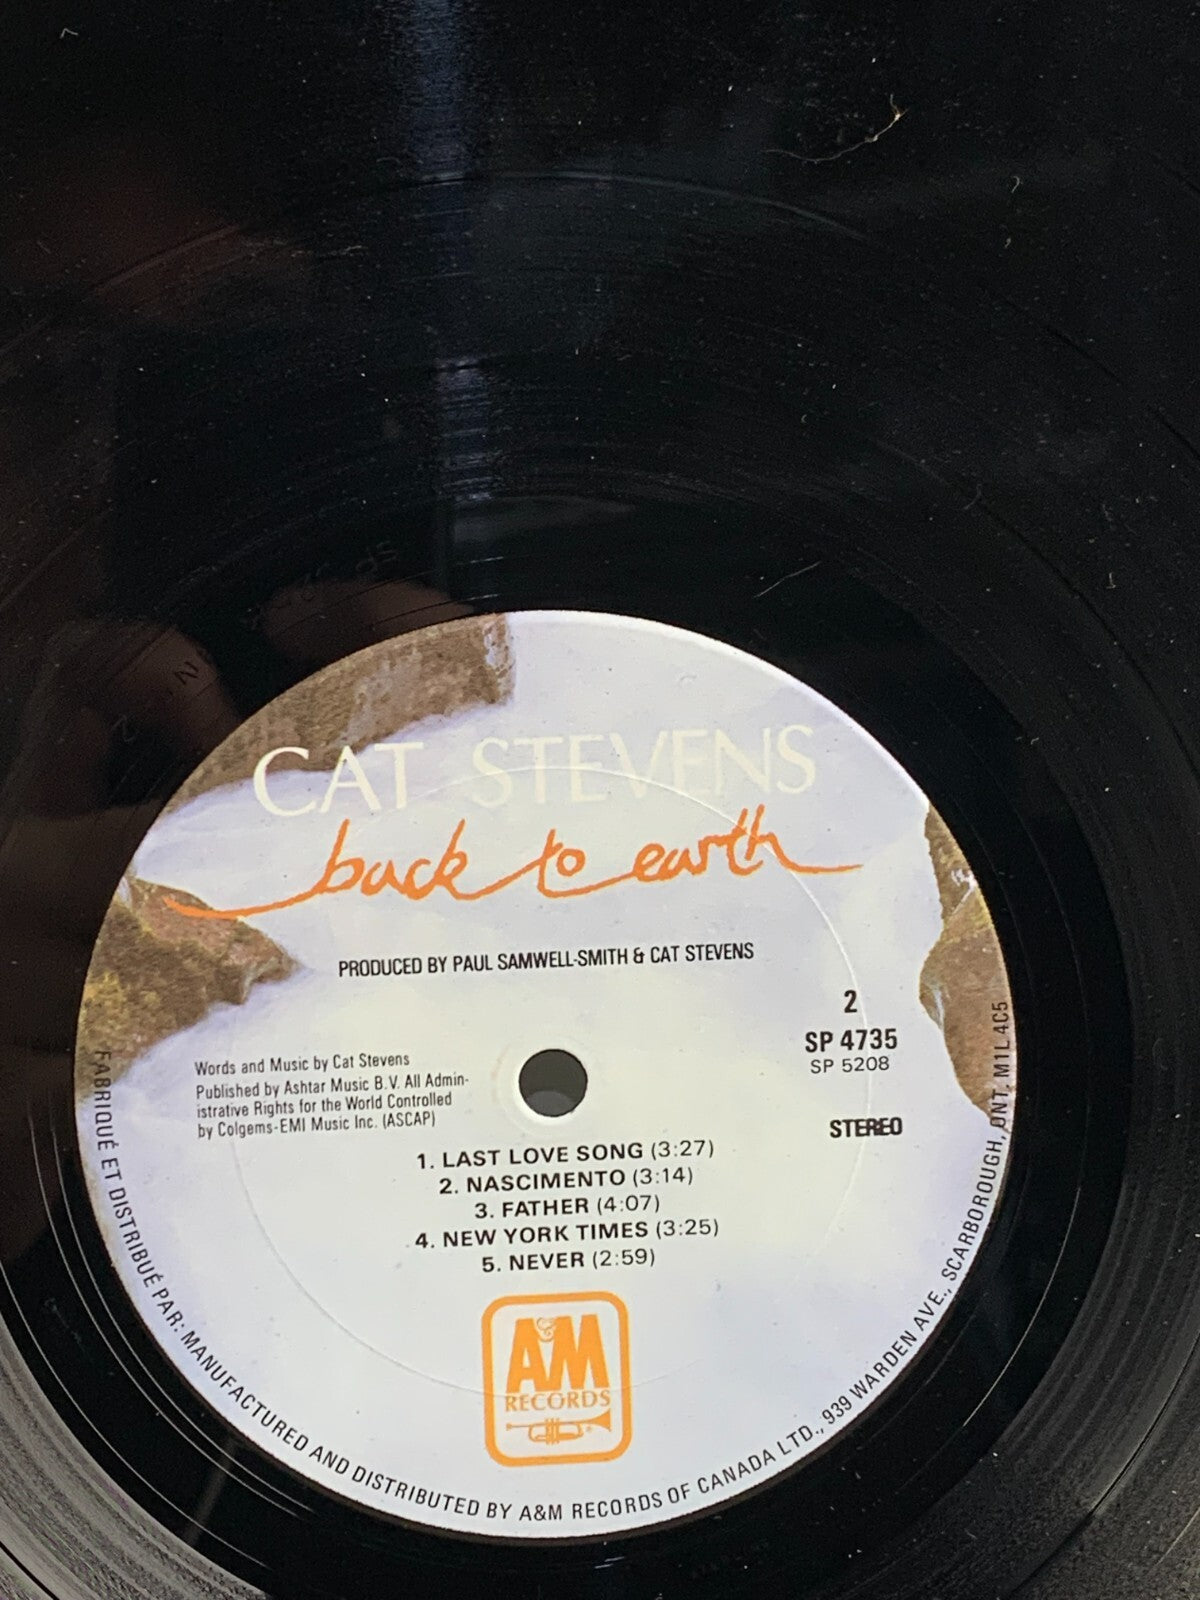 CAT STEVENS
back to earth
PRODUCED BY PAUL SAMWELL-SMITH & CAT STEVENS
2
SP 4735
SP 5208
STEREO
Words and Music by Cat Stevens
Published by Ashtar Music B.V. All Admin-
istrative Rights for the World Controlled
by Colgems-EMI Music Inc. (ASCAP)
1. LAST LOVE SONG (3:27)
2. NASCIMENTO (3:14)
3. FATHER (4:07)
4. NEW YORK TIMES (3:25)
5. NEVER (2:59)
A&M
RECORDS
FABRIQUÉ ET DISTRIBUÉ PAR: MANUFACTURED AND DISTRIBUTED BY A&M RECORDS OF CANADA LTD., 939 WARDEN AVE., SCARBOROUGH, ONT. M1L 4C5